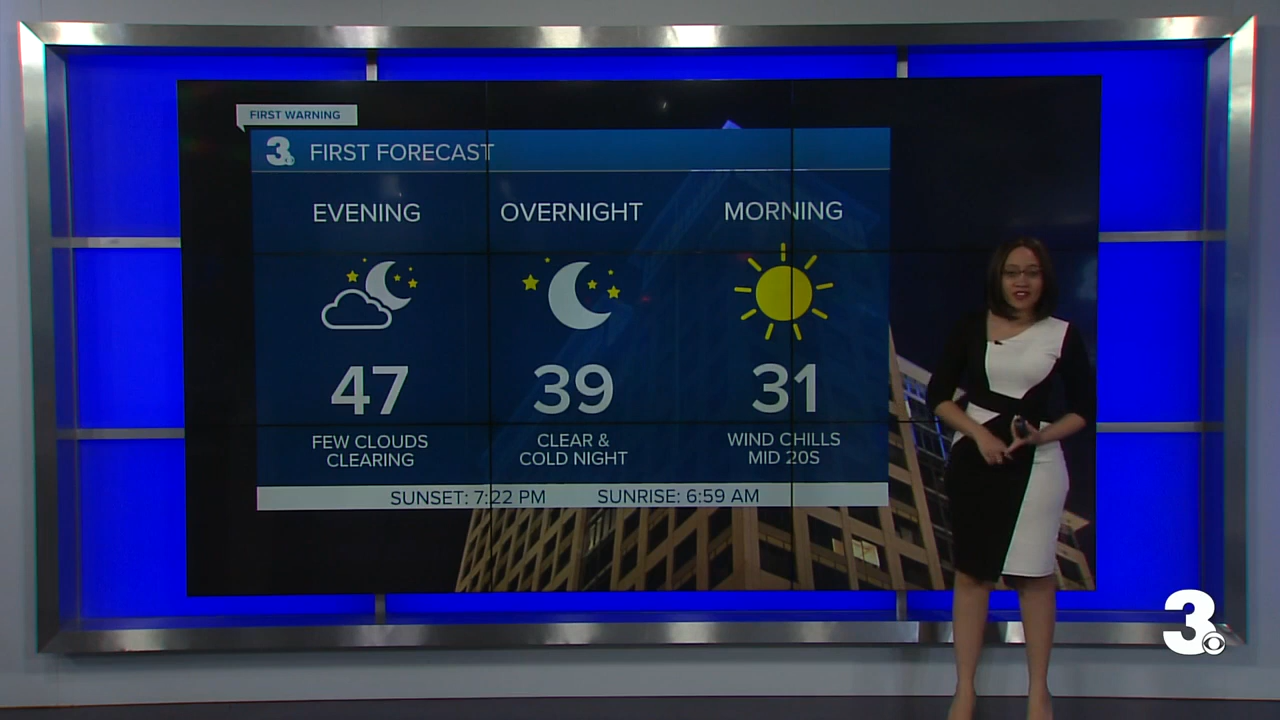 FIRST WARNING
3 FIRST FORECAST
EVENING OVERNIGHT MORNING
47 39 31
FEW CLOUDS CLEAR & WIND CHILLS
CLEARING COLD NIGHT MID 20S
SUNSET: 7:22 PM SUNRISE: 6:59 AM
3